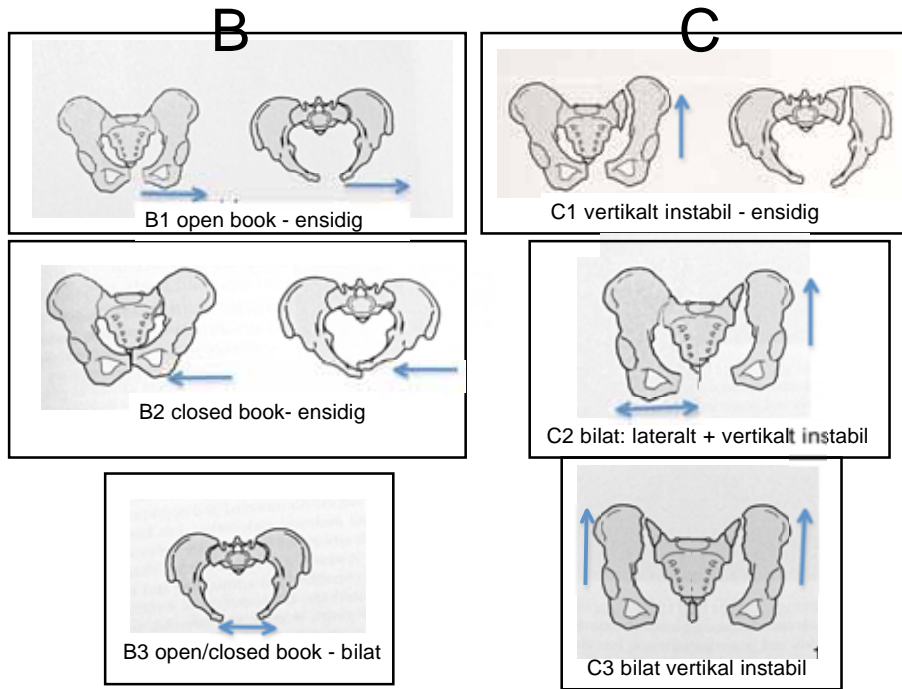 B
B1 open book - ensidig
B2 closed book- ensidig
B3 open/closed book - bilat
C
C1 vertikalt instabil - ensidig
C2 bilat: lateralt + vertikalt instabil
C3 bilat vertikal instabil